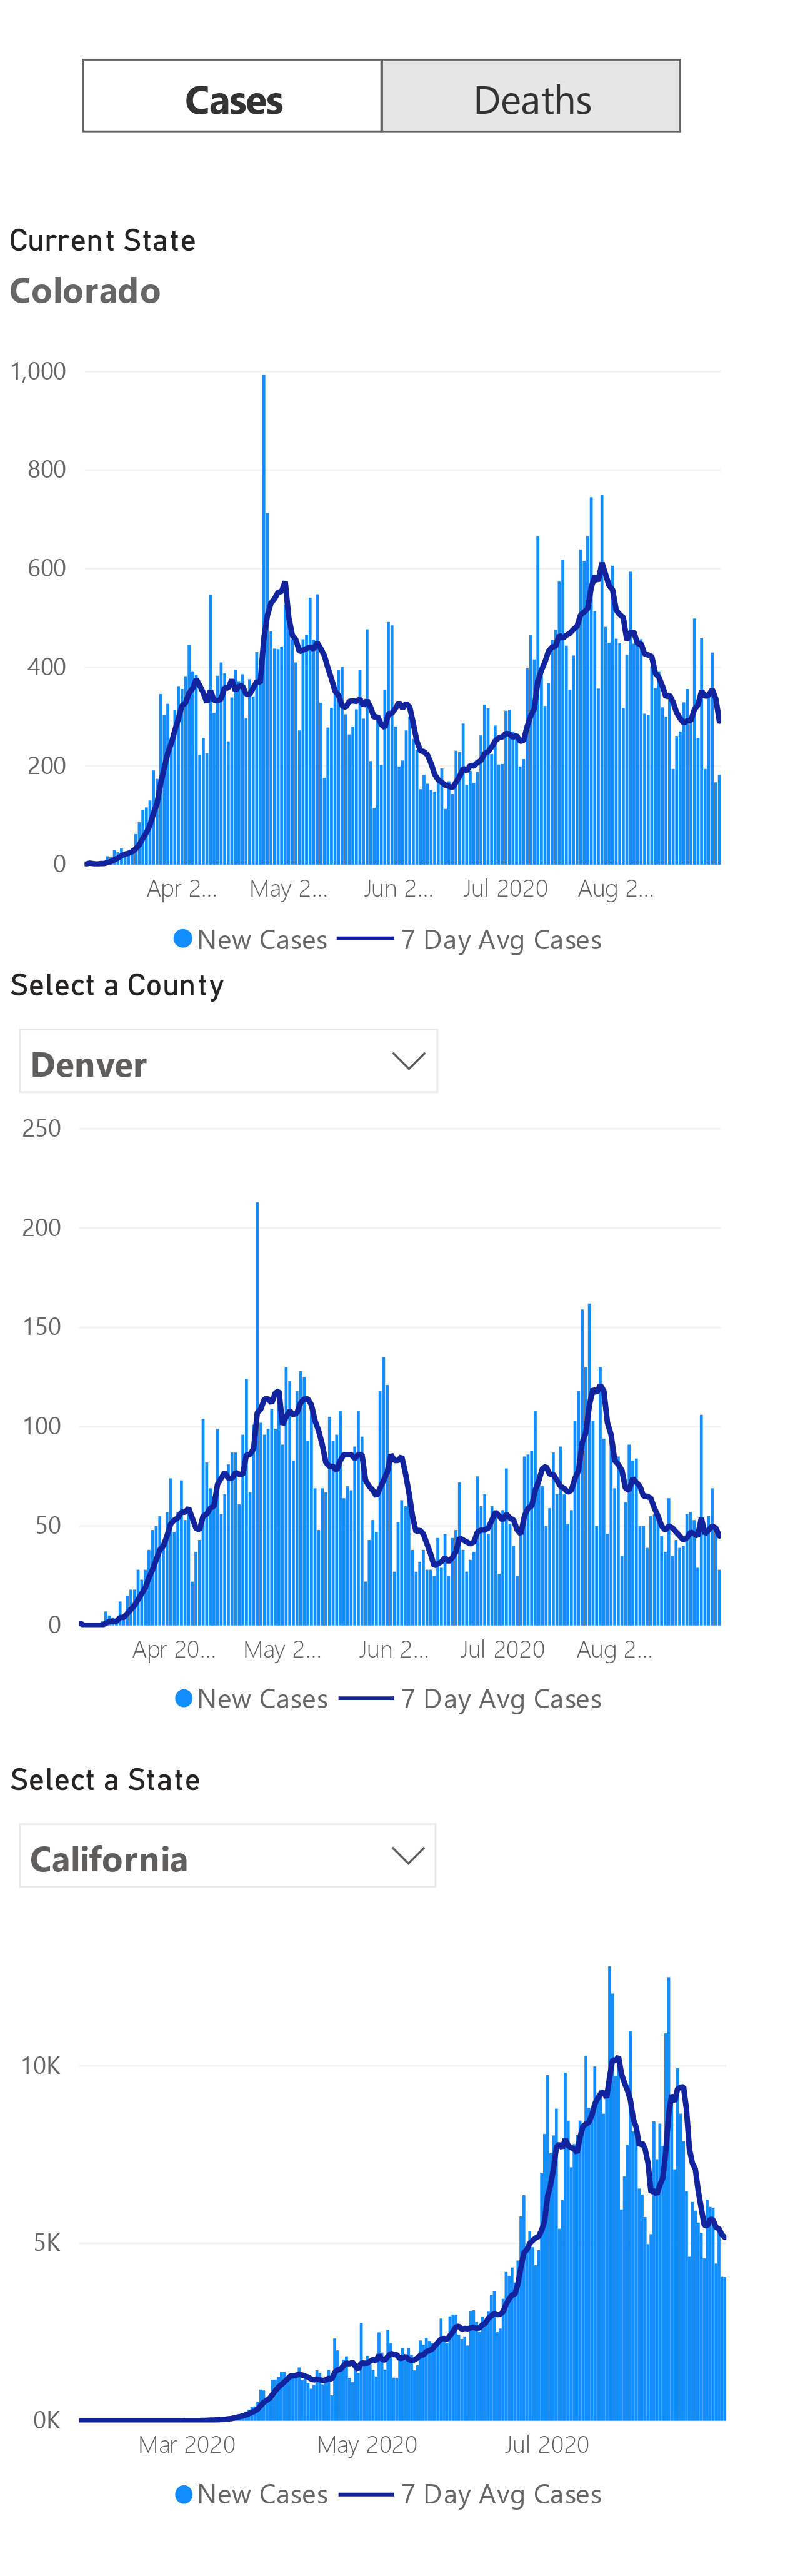 Cases Deaths
Current State
Colorado
1,000
800
600
400
200
0
Apr 2... May 2... Jun 2... Jul 2020 Aug 2...
New Cases 7 Day Avg Cases
Select a County
Denver
250
200
150
100
50
0
Apr 20... May 2... Jun 2... Jul 2020 Aug 2...
New Cases 7 Day Avg Cases
Select a State
California
10K
5K
0K
Mar 2020 May 2020 Jul 2020
New Cases 7 Day Avg Cases